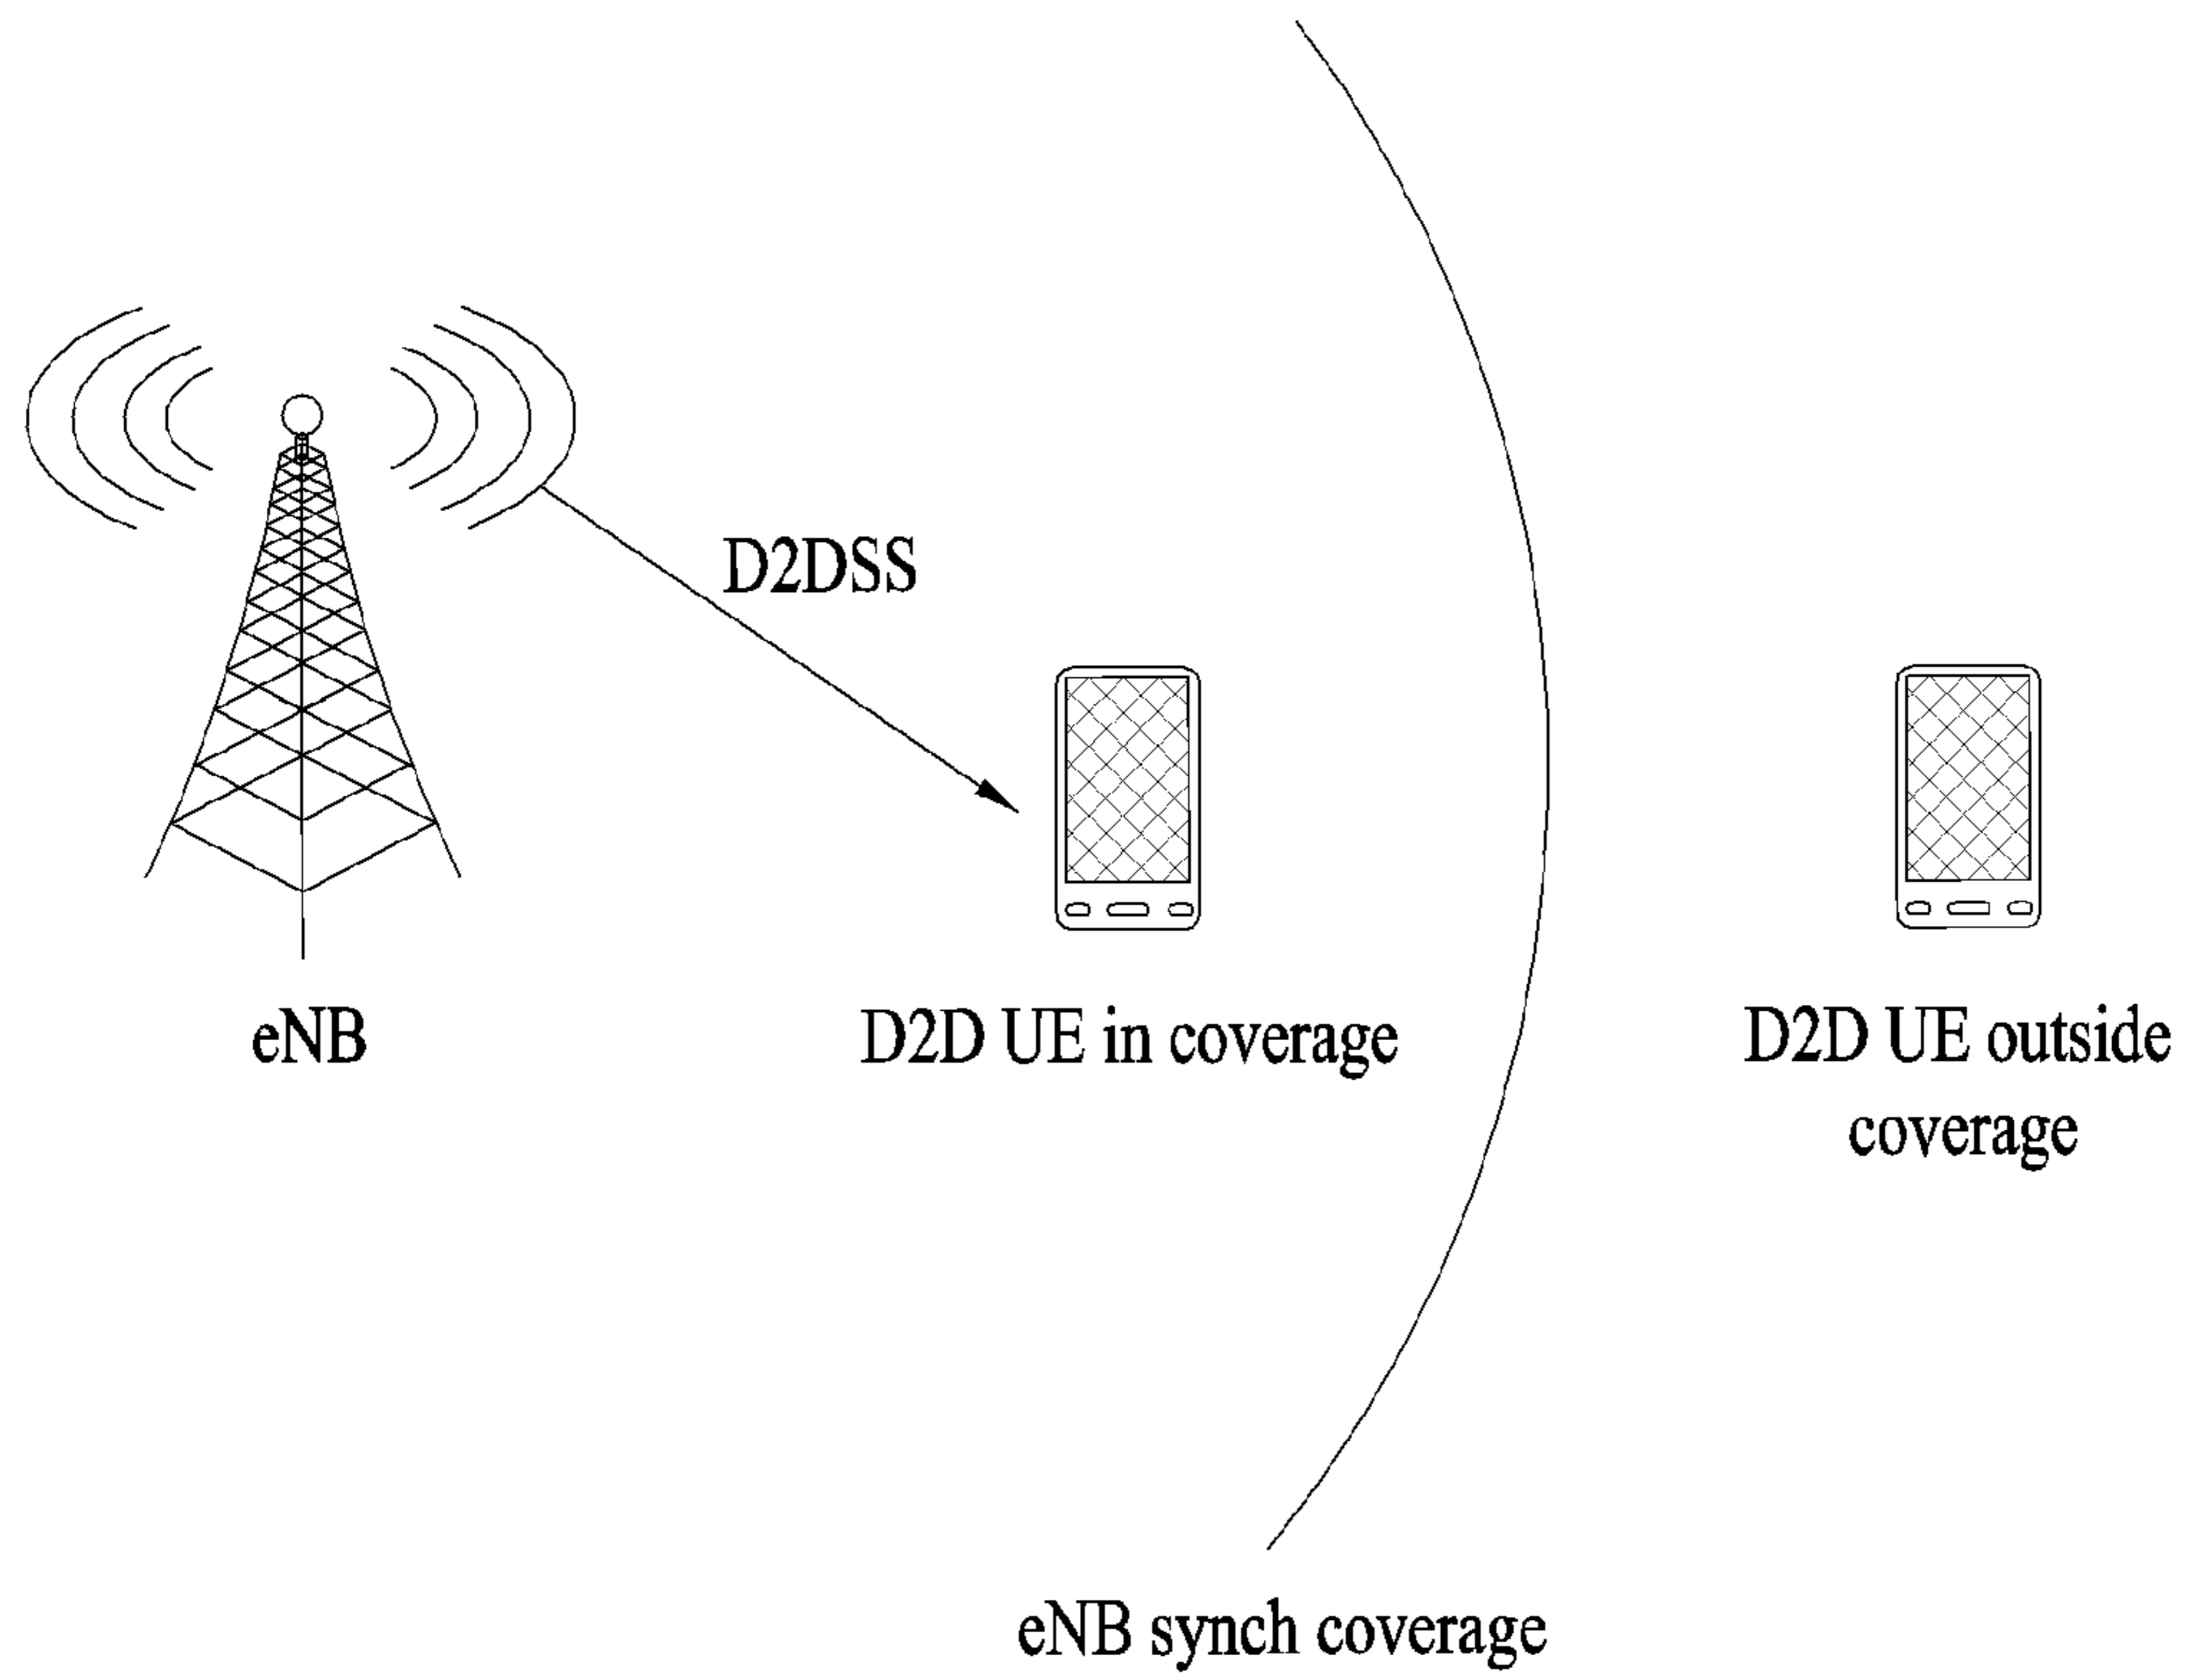 D2DSS
eNB
D2D UE in coverage
D2D UE outside
coverage
eNB synch coverage